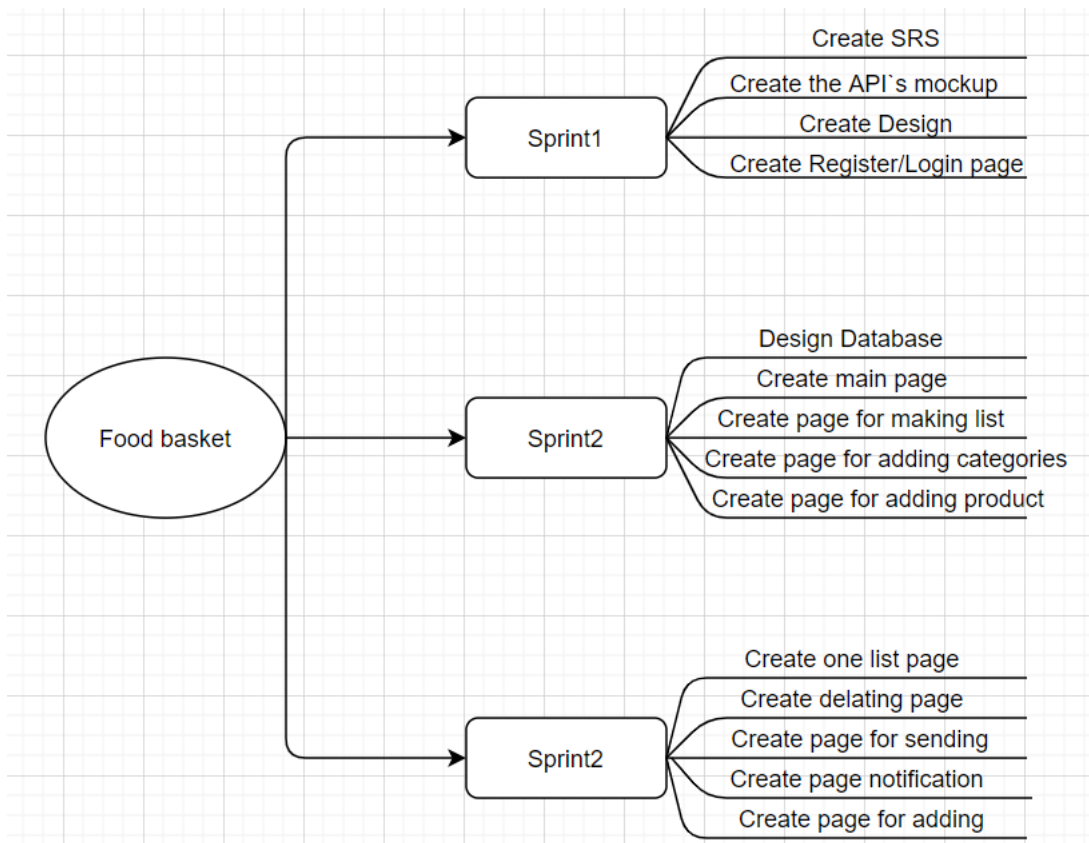 Create SRS
Create the API`s mockup
Sprint1
Create Design
Create Register/Login page
Design Database
Create main page
Create page for making list
Food basket
Sprint2
Create page for adding categories
Create page for adding product
Create one list page
Create delating page
Create page for sending
Sprint2
Create page notification
Create page for adding